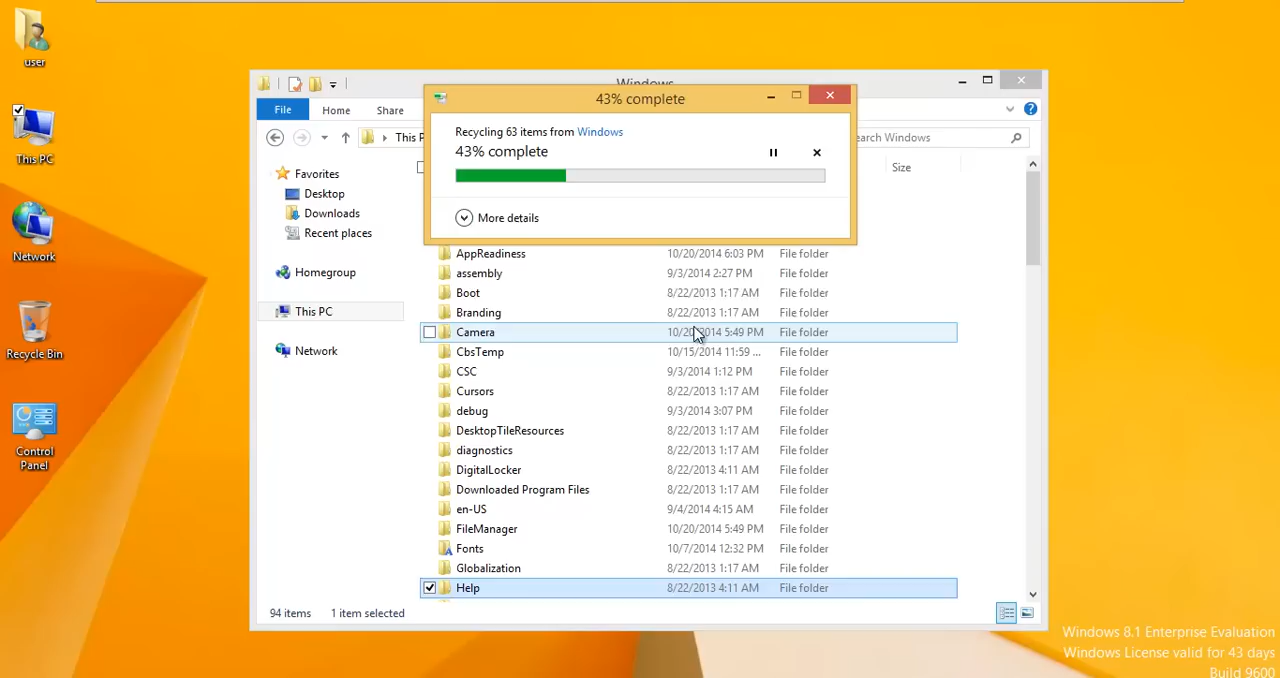 user
This PC
Network
Recycle Bin
Control
Panel
Windows
File Home Share
This P
earch Windows
Favorites
Desktop
Downloads
Recent places
Homegroup
This PC
Network
43% complete
Recycling 63 items from Windows
43% complete
More details
Size
AppReadiness 10/20/2014 6:03 PM File folder
assembly 9/3/2014 2:27 PM File folder
Boot 8/22/2013 1:17 AM File folder
Branding 8/22/2013 1:17 AM File folder
Camera 10/20/2014 5:49 PM File folder
CbsTemp 10/15/2014 11:59 ... File folder
CSC 9/3/2014 1:12 PM File folder
Cursors 8/22/2013 1:17 AM File folder
debug 9/3/2014 3:07 PM File folder
DesktopTileResources 8/22/2013 1:17 AM File folder
diagnostics 8/22/2013 1:17 AM File folder
DigitalLocker 8/22/2013 4:11 AM File folder
Downloaded Program Files 8/22/2013 1:17 AM File folder
en-US 9/4/2014 4:15 AM File folder
FileManager 10/20/2014 5:49 PM File folder
Fonts 10/7/2014 12:32 PM File folder
Globalization 8/22/2013 1:17 AM File folder
Help 8/22/2013 4:11 AM File folder
94 items 1 item selected
Windows 8.1 Enterprise Evaluation
Windows License valid for 43 days
Build 9600